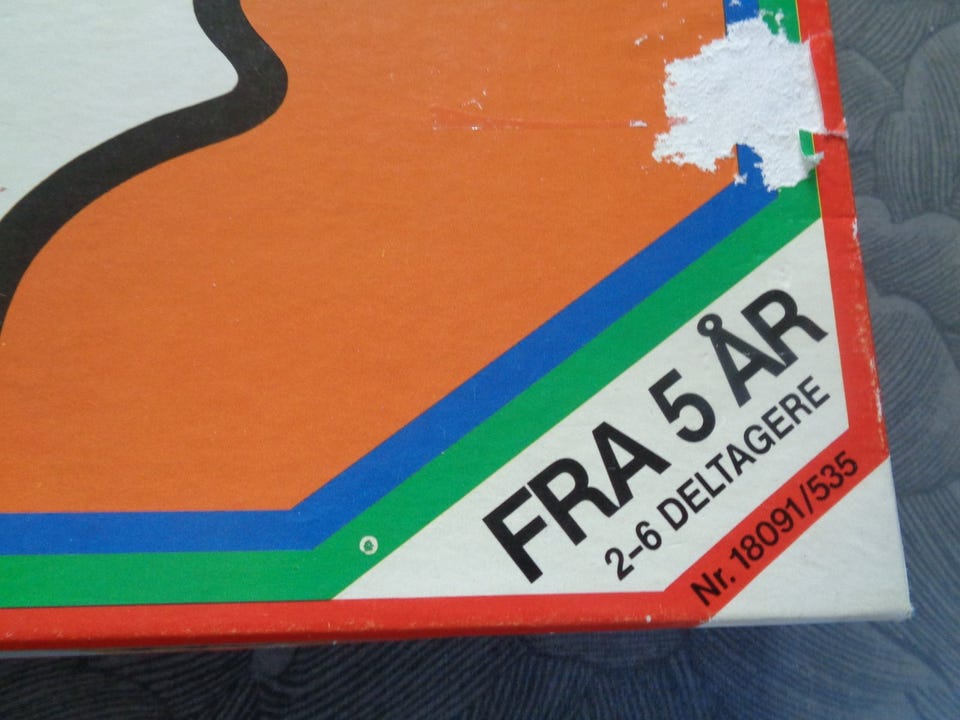 FRA 5 ÅR
2-6 DELTAGERE
Nr. 18091/535